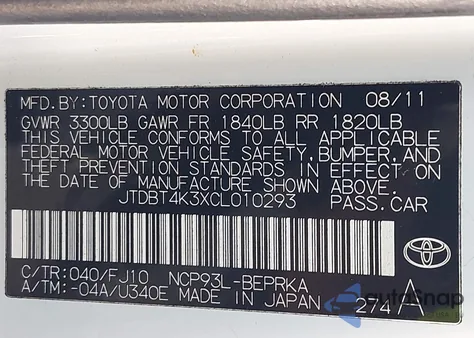 MFD.BY:TOYOTA MOTOR CORPORATION 08/11
GVWR 3300LB GAWR FR 1840LB RR 1820LB
THIS VEHICLE CONFORMS TO ALL APPLICABLE
FEDERAL MOTOR VEHICLE SAFETY,BUMPER,AND
THEFT PREVENTION STANDARDS IN EFFECT ON
THE DATE OF MANUFACTURE SHOWN ABOVE.
JTDBT4K3XCL010293 PASS.CAR
TOYOTA
C/TR:040/FJ10 NCP93L-BEPRKA A
A/TM:-04A/U340E MADE IN JAPAN 274
autoSnap